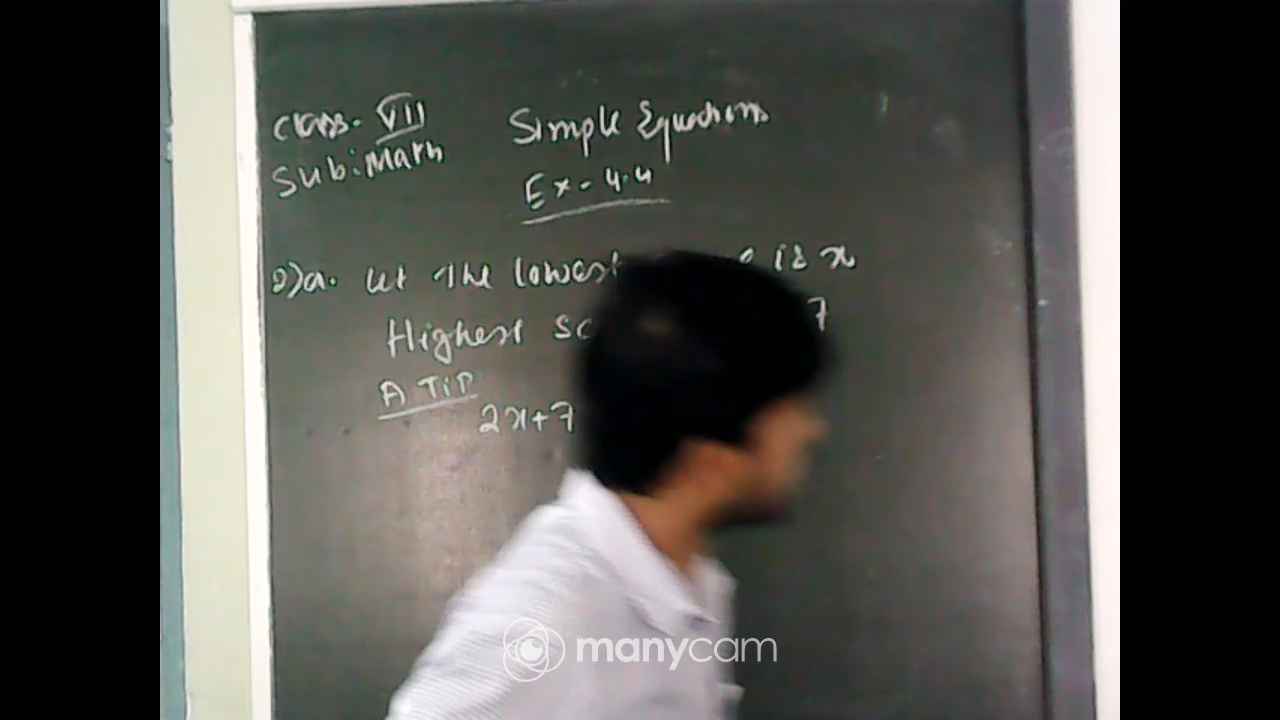 Class- VII
Sub: Math
Simple Equations
Ex- 4.4
2)a. Let The lowest is x
Highest 7
A TiP
2x+7
manycam